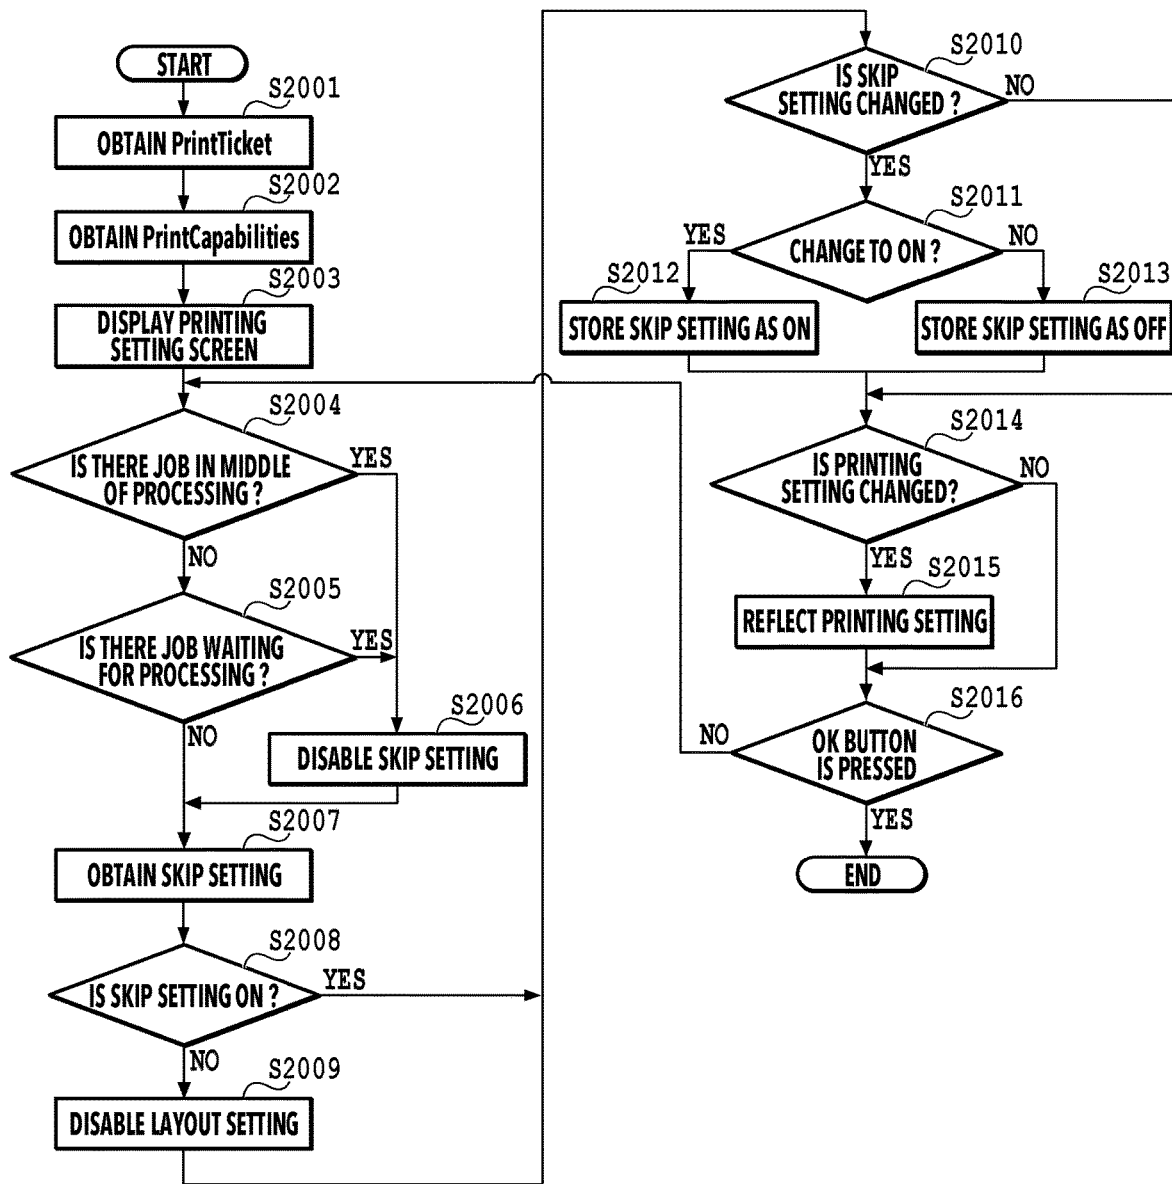 START
S2001
OBTAIN PrintTicket
S2002
OBTAIN PrintCapabilities
S2003
DISPLAY PRINTING
SETTING SCREEN
S2004
IS THERE JOB IN MIDDLE
OF PROCESSING ?
YES
NO
S2005
IS THERE JOB WAITING
FOR PROCESSING ?
YES
NO
S2006
DISABLE SKIP SETTING
S2007
OBTAIN SKIP SETTING
S2008
IS SKIP SETTING ON ?
YES
NO
S2009
DISABLE LAYOUT SETTING
S2010
IS SKIP
SETTING CHANGED ?
NO
YES
S2011
CHANGE TO ON ?
YES
NO
S2012
STORE SKIP SETTING AS ON
S2013
STORE SKIP SETTING AS OFF
S2014
IS PRINTING
SETTING CHANGED?
NO
YES
S2015
REFLECT PRINTING SETTING
S2016
OK BUTTON
IS PRESSED
NO
YES
END